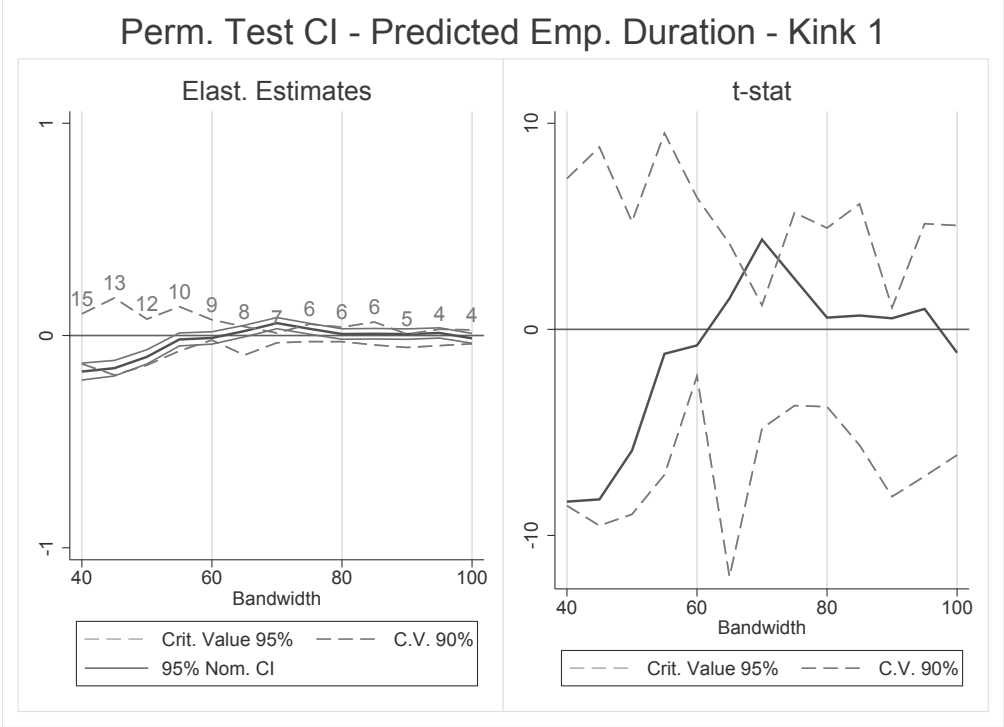 Perm. Test CI - Predicted Emp. Duration - Kink 1
Elast. Estimates
1
0
-1
15 13 12 10 9 8 7 6 6 6 5 4 4
40 60 80 100
Bandwidth
Crit. Value 95% C.V. 90%
95% Nom. CI
t-stat
10
0
-10
40 60 80 100
Bandwidth
Crit. Value 95% C.V. 90%